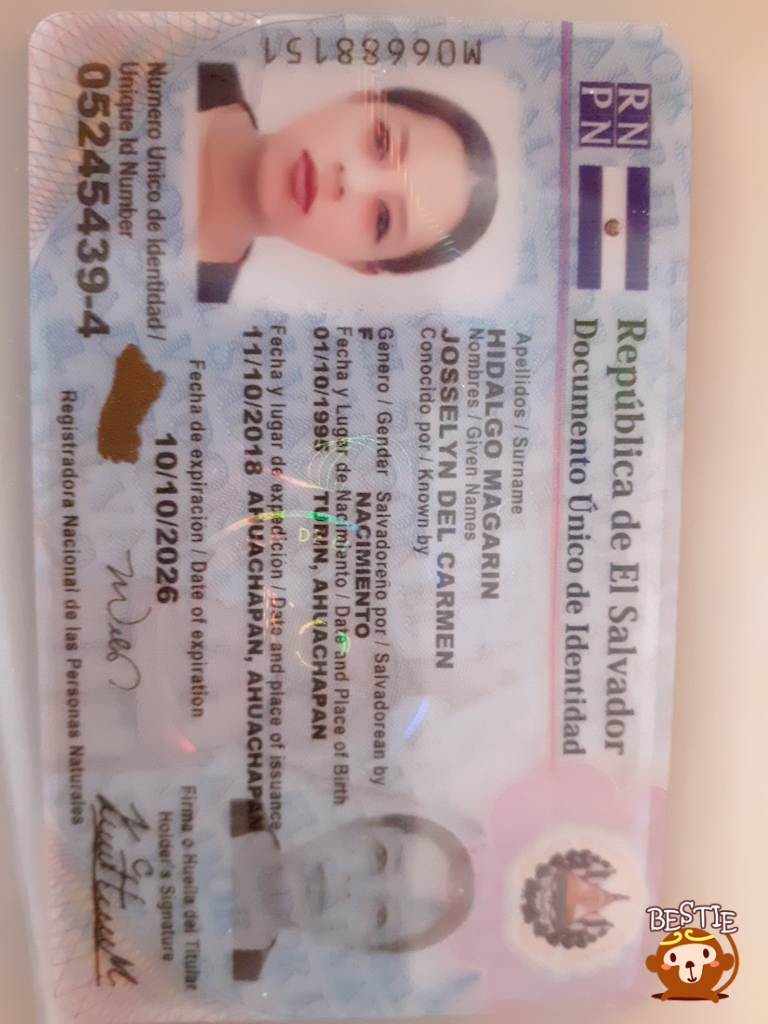 RN
PN
República de El Salvador
Documento Único de Identidad
M06688151
Apellidos / Surname
HIDALGO MAGARIN
Nombres / Given Names
JOSSELYN DEL CARMEN
Conocido por / Known by
Género / Gender Salvadoreño por / Salvadorean by
F NACIMIENTO
Fecha y Lugar de Nacimiento / Date and Place of Birth
01/10/1995 TURIN, AHUACHAPAN
Fecha y lugar de expedición / Date and place of issuance
11/10/2018 AHUACHAPAN, AHUACHAPAN
Número Único de Identidad /
Unique Id Number
05245439-4
Fecha de expiración / Date of expiration
10/10/2026
Registradora Nacional de las Personas Naturales
Firma o Huella del Titular
Holder's Signature
BESTIE